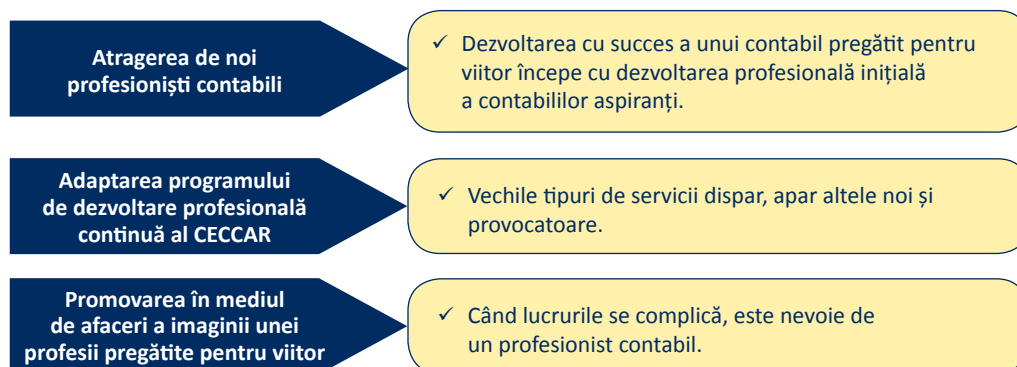 Atragerea de noi
profesioniști contabili
✓ Dezvoltarea cu succes a unui contabil pregătit pentru
viitor începe cu dezvoltarea profesională inițială
a contabililor aspiranți.
Adaptarea programului
de dezvoltare profesională
continuă al CECCAR
✓ Vechile tipuri de servicii dispar, apar altele noi și
provocatoare.
Promovarea în mediul
de afaceri a imaginii unei
profesii pregătite pentru viitor
✓ Când lucrurile se complică, este nevoie de
un profesionist contabil.